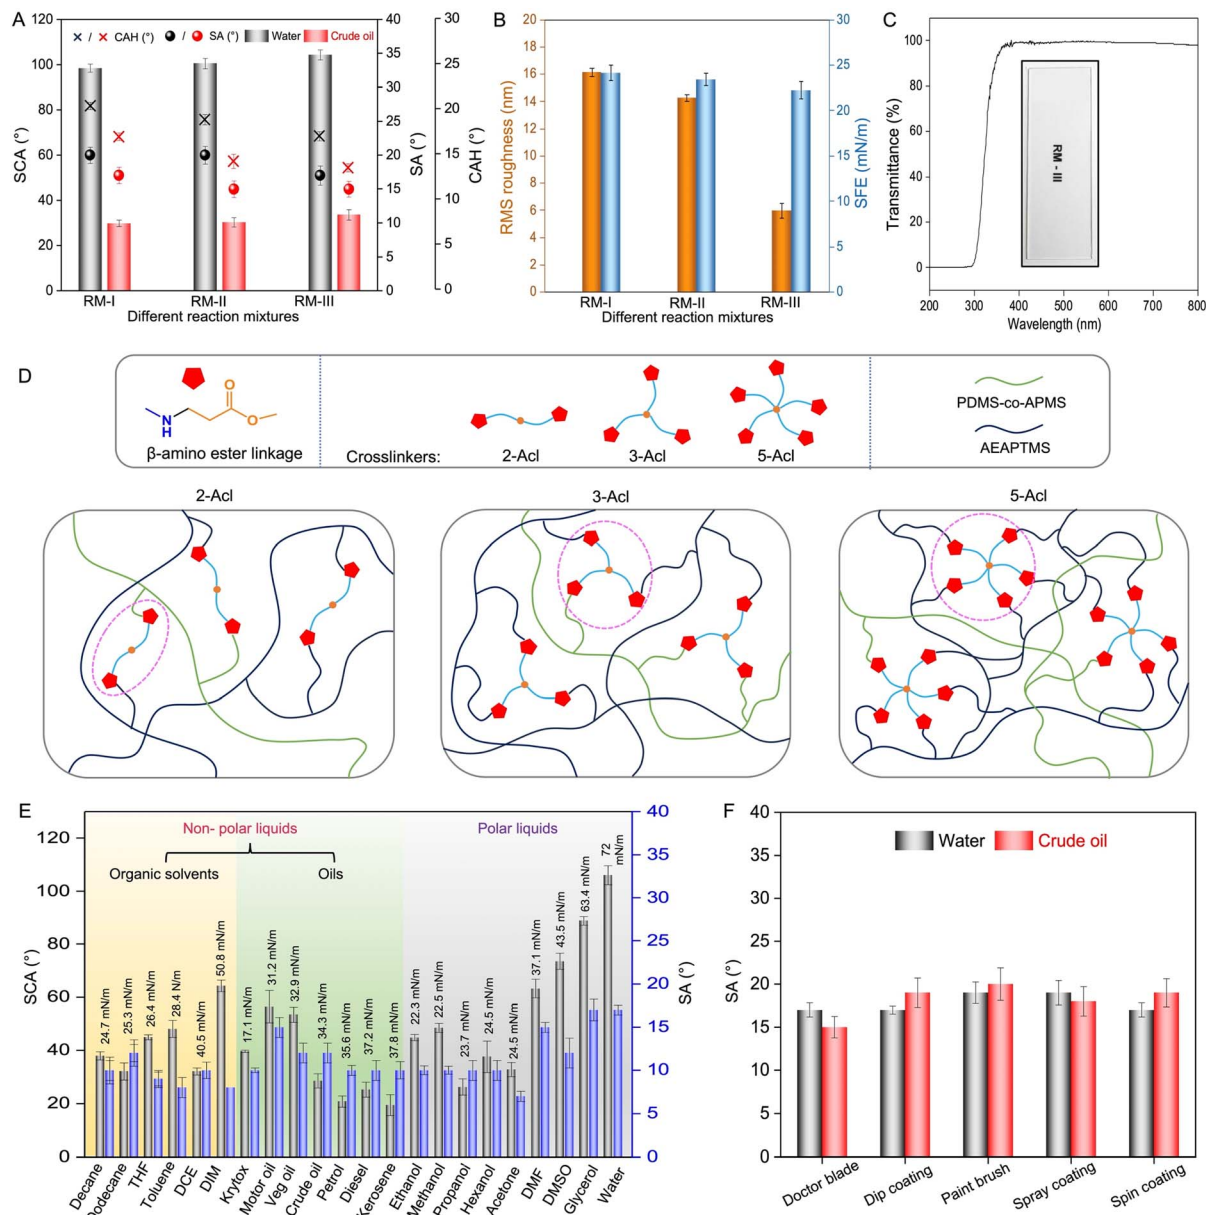 A
120
100
80
60
40
20
0
SCA (°)
× / × CAH (°) / SA (°) Water Crude oil
40
35
30
25
20
15
10
5
0
SA (°)
30
25
20
15
10
5
0
CAH (°)
RM-I RM-II RM-III
Different reaction mixtures
B
20
18
16
14
12
10
8
6
4
2
0
RMS roughness (nm)
30
25
20
15
10
5
0
SFE (mN/m)
RM-I RM-II RM-III
Different reaction mixtures
C
100
80
60
40
20
0
Transmittance (%)
RM - III
200 300 400 500 600 700 800
Wavelength (nm)
D
O
N
H
O
β-amino ester linkage
Crosslinkers: 2-Acl 3-Acl 5-Acl
PDMS-co-APMS
AEAPTMS
2-Acl 3-Acl 5-Acl
E
120
100
80
60
40
20
0
SCA (°)
Non- polar liquids
Organic solvents Oils
Polar liquids
24.7 mN/m
25.3 mN/m
26.4 mN/m
28.4 N/m
40.5 mN/m
50.8 mN/m
17.1 mN/m
31.2 mN/m
32.9 mN/m
34.3 mN/m
35.6 mN/m
37.2 mN/m
37.8 mN/m
22.3 mN/m
22.5 mN/m
23.7 mN/m
24.5 mN/m
24.5 mN/m
37.1 mN/m
43.5 mN/m
63.4 mN/m
72
mN/m
40
35
30
25
20
15
10
5
0
SA (°)
Decane
Dodecane
THF
Toluene
DCE
DIM
Krytox
Motor oil
Veg oil
Crude oil
Petrol
Diesel
Kerosene
Ethanol
Methanol
Propanol
Hexanol
Acetone
DMF
DMSO
Glycerol
Water
F
40
35
30
25
20
15
10
5
0
SA (°)
Water Crude oil
Doctor blade
Dip coating
Paint brush
Spray coating
Spin coating